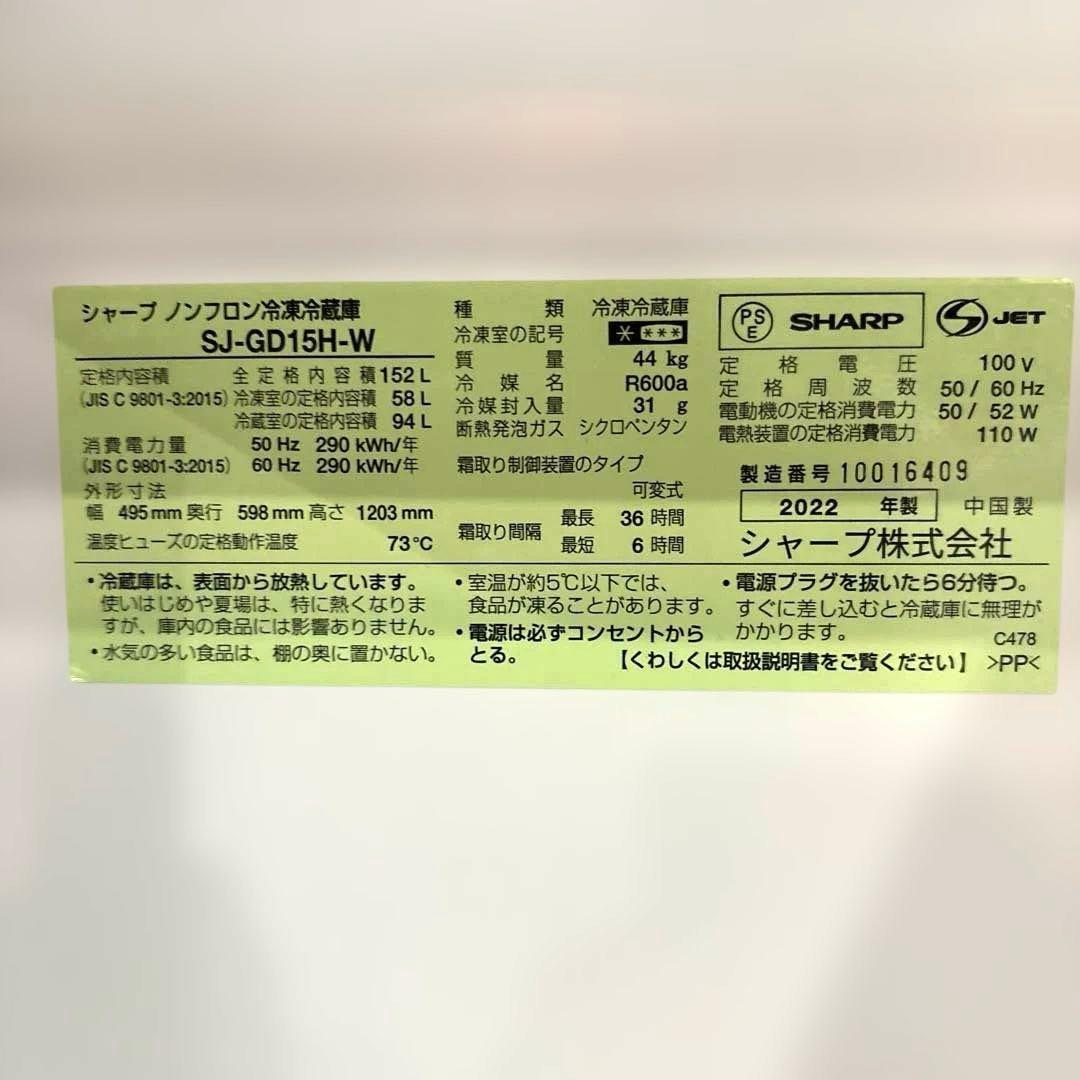 シャープ ノンフロン冷凍冷蔵庫
SJ-GD15H-W
定格内容積 全定格内容積 152 L
(JIS C 9801-3:2015) 冷凍室の定格内容積 58 L
冷蔵室の定格内容積 94 L
消費電力量 50 Hz 290 kWh/年
(JIS C 9801-3:2015) 60 Hz 290 kWh/年
外形寸法
幅 495 mm 奥行 598 mm 高さ 1203 mm
温度ヒューズの定格動作温度 73℃
種類 冷凍冷蔵庫
冷凍室の記号 * ***
質量 44 kg
冷媒名 R600a
冷媒封入量 31 g
断熱発泡ガス シクロペンタン
霜取り制御装置のタイプ
可変式
霜取り間隔 最長 36 時間
最短 6 時間
PS E SHARP S JET
定格電圧 100 V
定格周波数 50 / 60 Hz
電動機の定格消費電力 50 / 52 W
電熱装置の定格消費電力 110 W
製造番号 10016409
2022 年製 中国製
シャープ株式会社
・冷蔵庫は、表面から放熱しています。
使いはじめや夏場は、特に熱くなりま
すが、庫内の食品には影響ありません。
・水気の多い食品は、棚の奥に置かない。
・室温が約5℃以下では、
食品が凍ることがあります。
・電源は必ずコンセントから
とる。
・電源プラグを抜いたら6分待つ。
すぐに差し込むと冷蔵庫に無理が
かかります。 C478
【くわしくは取扱説明書をご覧ください】 >PP<